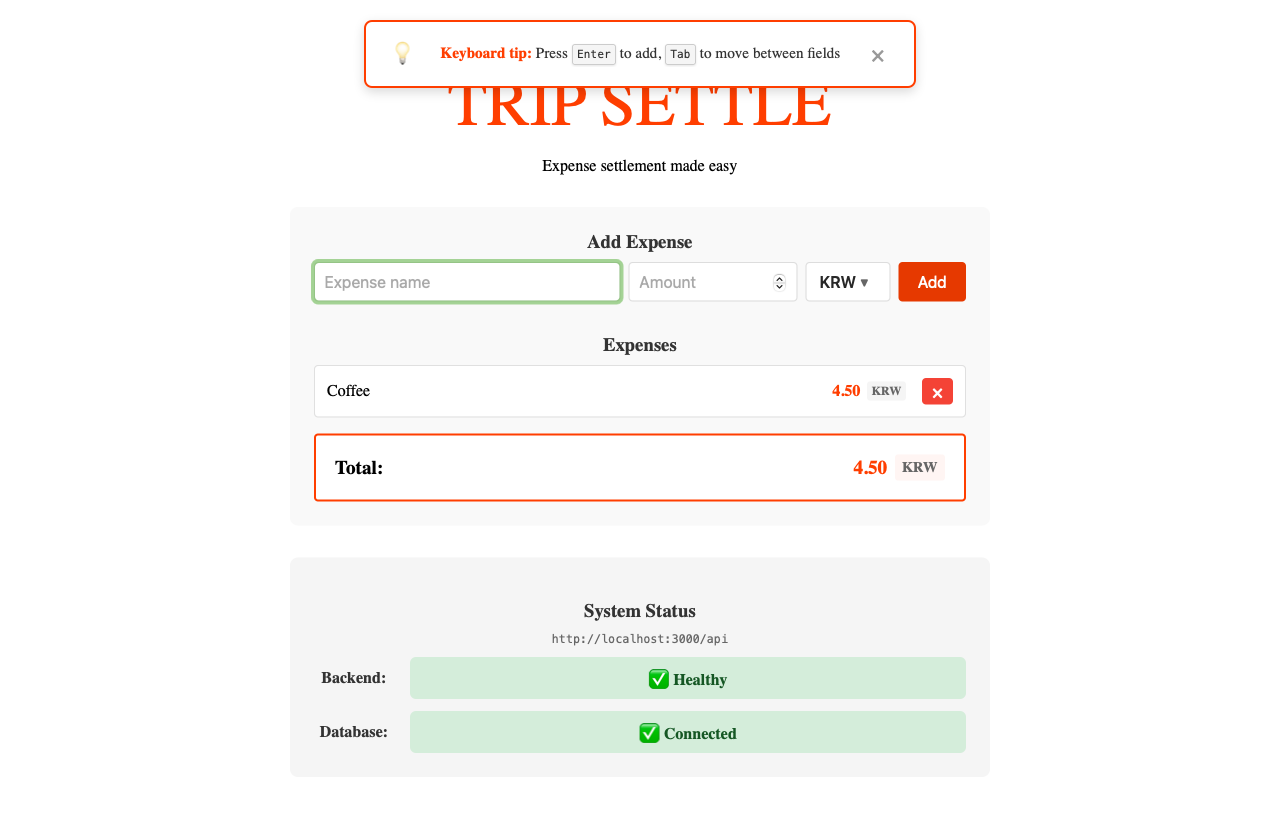 Keyboard tip: Press Enter to add, Tab to move between fields ×
TRIP SETTLE
Expense settlement made easy
Add Expense
Expense name Amount KRW ▼ Add
Expenses
Coffee 4.50 KRW ×
Total: 4.50 KRW
System Status
http://localhost:3000/api
Backend: ✅ Healthy
Database: ✅ Connected